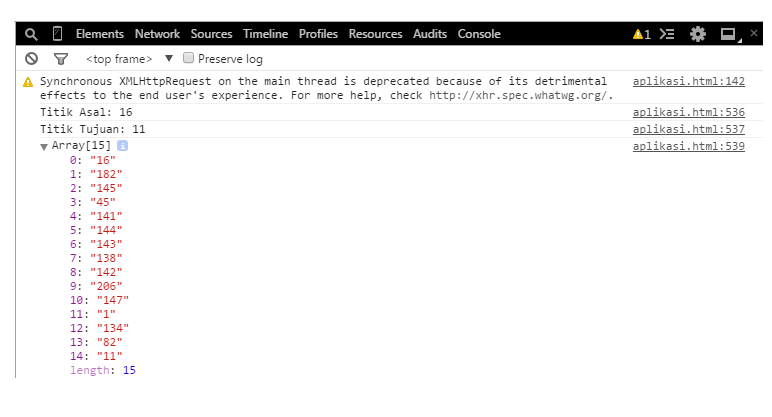 Elements Network Sources Timeline Profiles Resources Audits Console 1
<top frame> Preserve log
Synchronous XMLHttpRequest on the main thread is deprecated because of its detrimental aplikasi.html:142
effects to the end user's experience. For more help, check http://xhr.spec.whatwg.org/.
Titik Asal: 16 aplikasi.html:536
Titik Tujuan: 11 aplikasi.html:537
Array[15] i aplikasi.html:539
0: "16"
1: "182"
2: "145"
3: "45"
4: "141"
5: "144"
6: "143"
7: "138"
8: "142"
9: "206"
10: "147"
11: "1"
12: "134"
13: "82"
14: "11"
length: 15